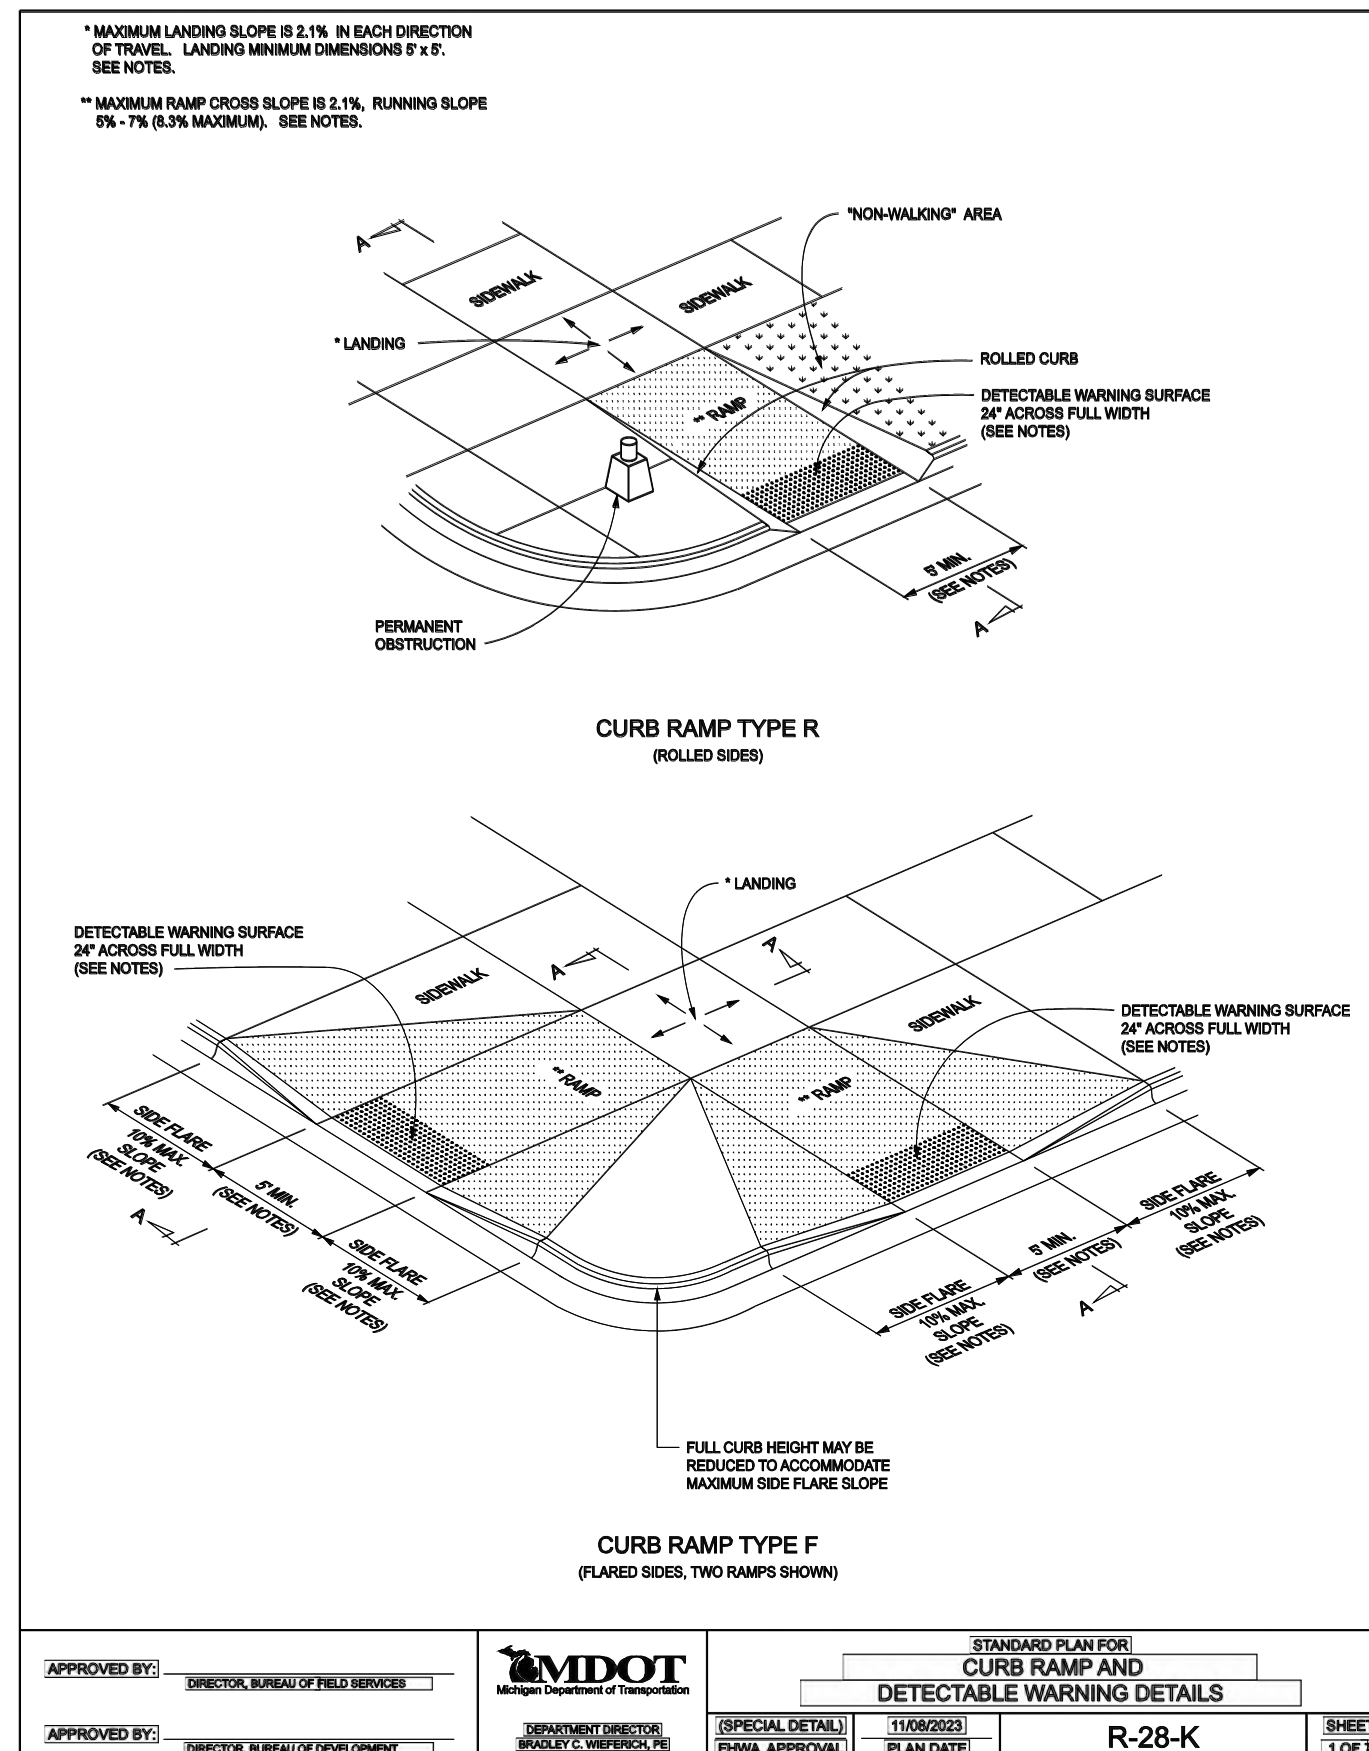 * MAXIMUM LANDING SLOPE IS 2.1% IN EACH DIRECTION
OF TRAVEL. LANDING MINIMUM DIMENSIONS 5' x 5'.
SEE NOTES.
** MAXIMUM RAMP CROSS SLOPE IS 2.1%, RUNNING SLOPE
5% - 7% (8.3% MAXIMUM). SEE NOTES.
"NON-WALKING" AREA
A
SIDEWALK
SIDEWALK
* LANDING
ROLLED CURB
** RAMP
DETECTABLE WARNING SURFACE
24" ACROSS FULL WIDTH
(SEE NOTES)
5' MIN.
(SEE NOTES)
A
PERMANENT
OBSTRUCTION
CURB RAMP TYPE R
(ROLLED SIDES)
* LANDING
DETECTABLE WARNING SURFACE
24" ACROSS FULL WIDTH
(SEE NOTES)
A
A
SIDEWALK
SIDEWALK
DETECTABLE WARNING SURFACE
24" ACROSS FULL WIDTH
(SEE NOTES)
** RAMP
** RAMP
SIDE FLARE
10% MAX.
SLOPE
(SEE NOTES)
5' MIN.
(SEE NOTES)
A
SIDE FLARE
10% MAX.
SLOPE
(SEE NOTES)
SIDE FLARE
10% MAX.
SLOPE
(SEE NOTES)
5' MIN.
(SEE NOTES)
A
SIDE FLARE
10% MAX.
SLOPE
(SEE NOTES)
FULL CURB HEIGHT MAY BE
REDUCED TO ACCOMMODATE
MAXIMUM SIDE FLARE SLOPE
CURB RAMP TYPE F
(FLARED SIDES, TWO RAMPS SHOWN)
APPROVED BY:
DIRECTOR, BUREAU OF FIELD SERVICES
APPROVED BY:
DIRECTOR, BUREAU OF DEVELOPMENT
MDOT
Michigan Department of Transportation
DEPARTMENT DIRECTOR
BRADLEY C. WIEFERICH, PE
STANDARD PLAN FOR
CURB RAMP AND
DETECTABLE WARNING DETAILS
(SPECIAL DETAIL)
FHWA APPROVAL
11/08/2023
PLAN DATE
R-28-K
SHEET
1 OF